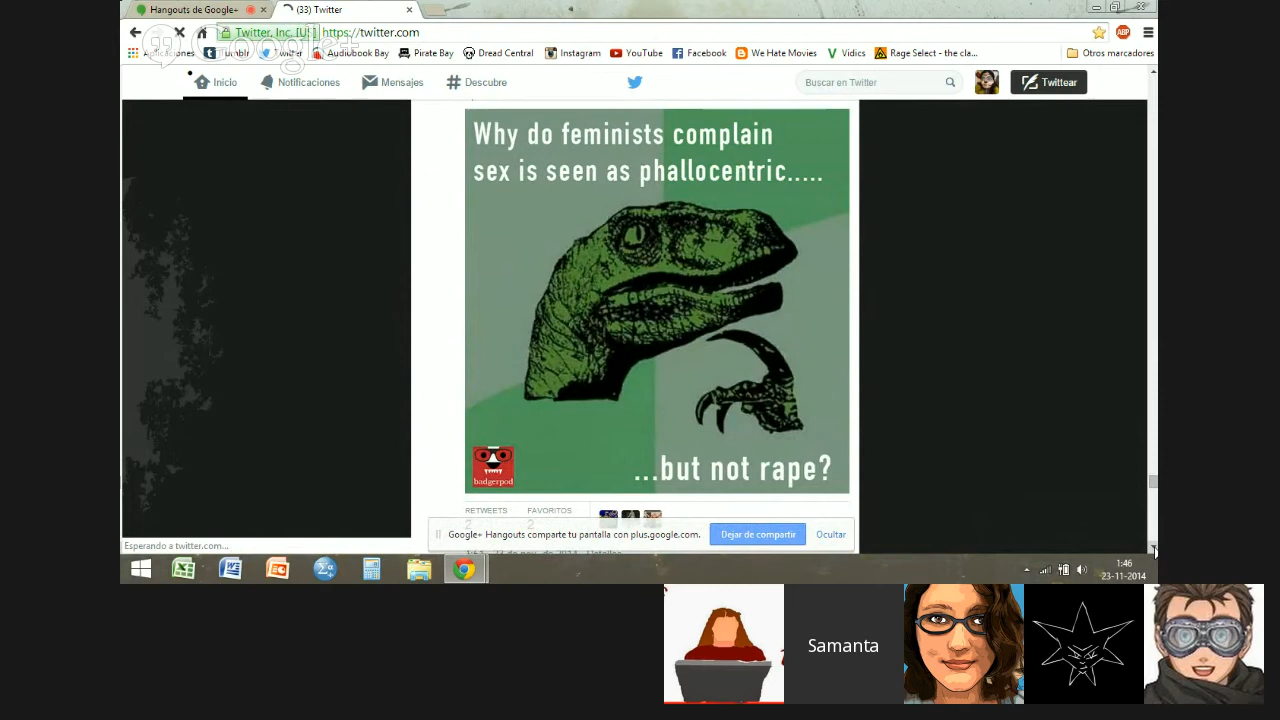 Hangouts de Google+
(33) Twitter
Google+
Twitter, Inc. [US] https://twitter.com
Aplicaciones
Tumblr
Twitter
Audiobook Bay
Pirate Bay
Dread Central
Instagram
YouTube
Facebook
We Hate Movies
Vidics
Rage Select - the cla...
Otros marcadores
ABP
Inicio
Notificaciones
Mensajes
Descubre
Buscar en Twitter
Twittear
Why do feminists complain
sex is seen as phallocentric.....
...but not rape?
badgerpod
RETWEETS
FAVORITOS
2
2
Google+ Hangouts comparte tu pantalla con plus.google.com.
Dejar de compartir
Ocultar
Esperando a twitter.com...
1:46
23-11-2014
Samanta